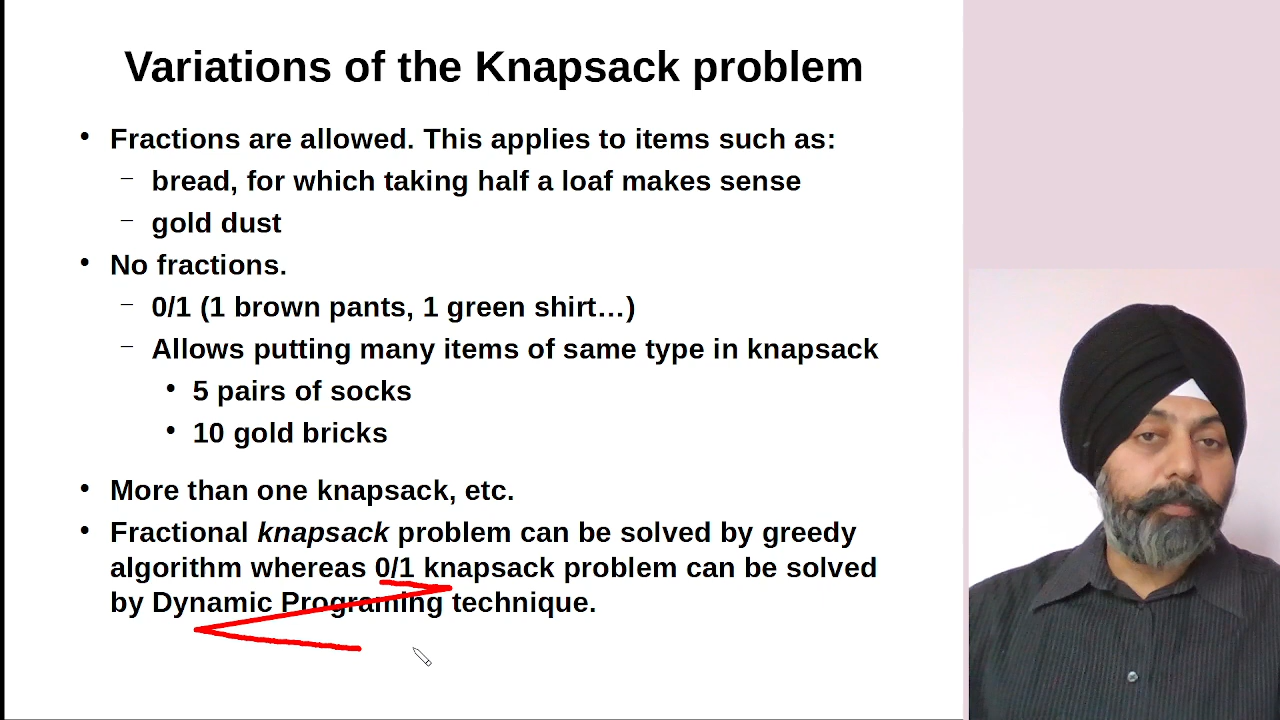 Variations of the Knapsack problem
• Fractions are allowed. This applies to items such as:
– bread, for which taking half a loaf makes sense
– gold dust
• No fractions.
– 0/1 (1 brown pants, 1 green shirt…)
– Allows putting many items of same type in knapsack
• 5 pairs of socks
• 10 gold bricks
• More than one knapsack, etc.
• Fractional knapsack problem can be solved by greedy
algorithm whereas 0/1 knapsack problem can be solved
by Dynamic Programing technique.